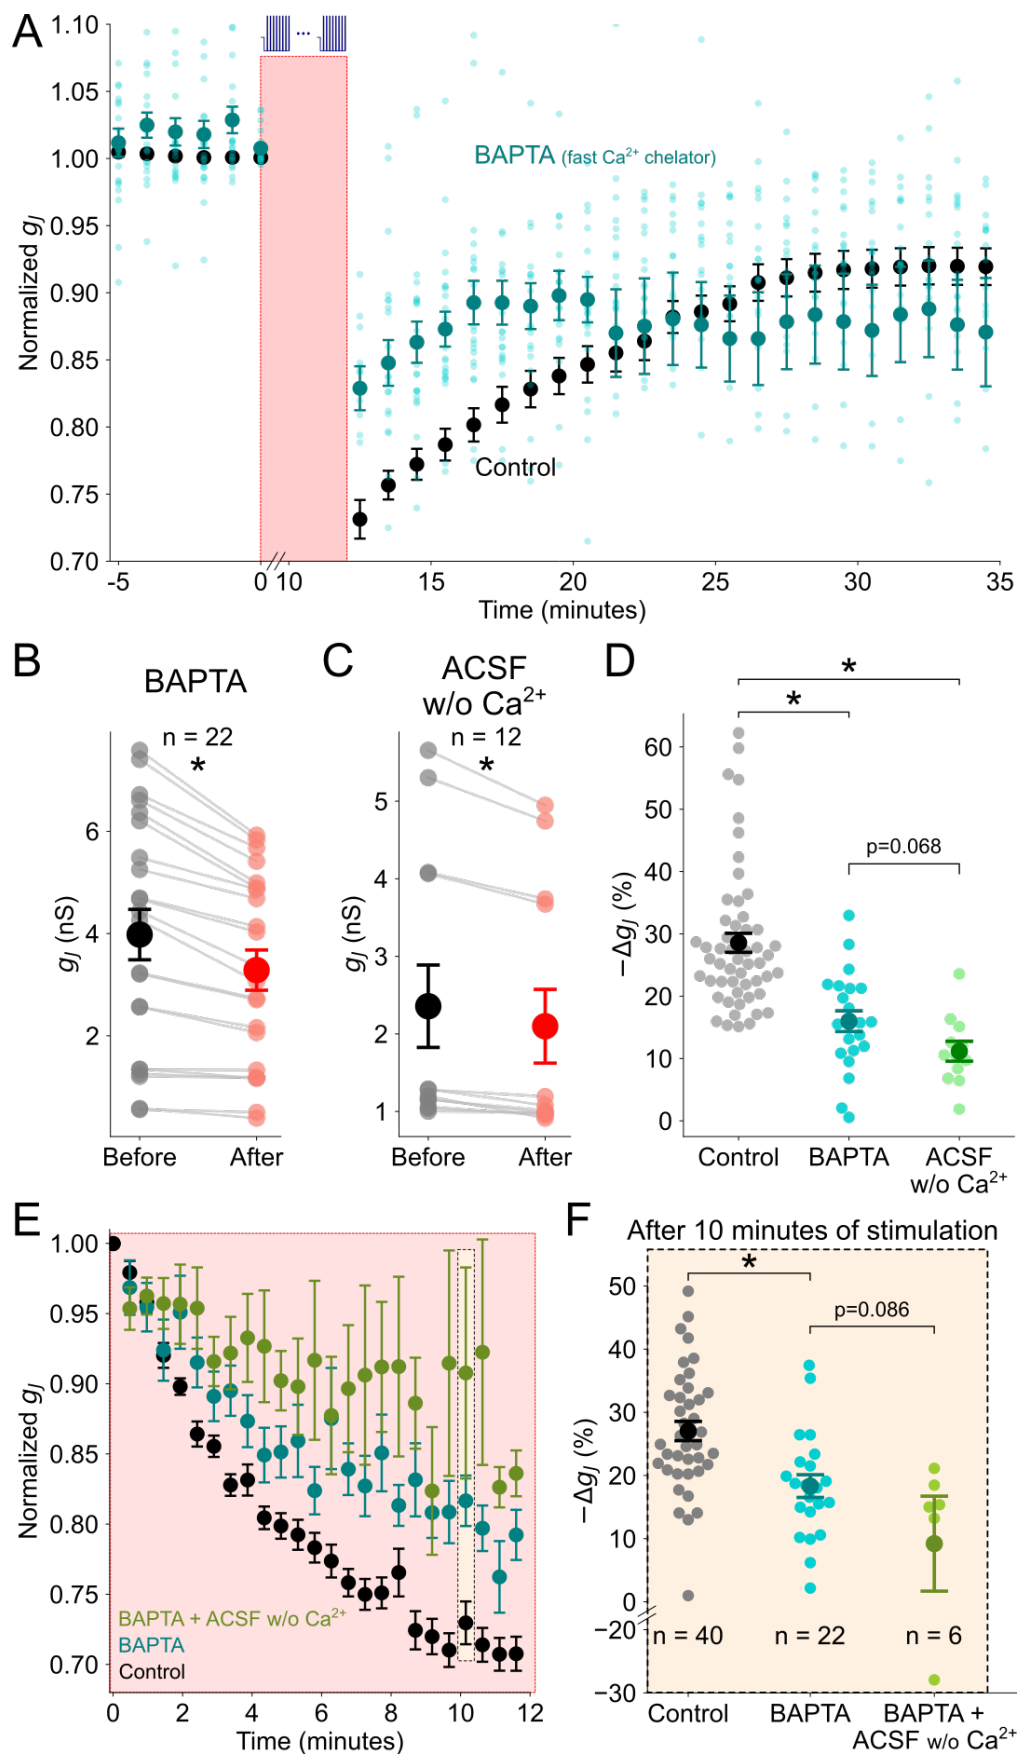 A
1.10
1.05
1.00
0.95
0.90
0.85
0.80
0.75
0.70
Normalized gJ
...
BAPTA (fast Ca²⁺ chelator)
Control
-5
0
10
15
20
25
30
35
Time (minutes)
B
BAPTA
n = 22
*
6
4
2
gJ (nS)
Before
After
C
ACSF
w/o Ca²⁺
n = 12
*
5
4
3
2
1
gJ (nS)
Before
After
D
*
*
p=0.068
60
50
40
30
20
10
0
−ΔgJ (%)
Control
BAPTA
ACSF
w/o Ca²⁺
E
1.00
0.95
0.90
0.85
0.80
0.75
0.70
Normalized gJ
BAPTA + ACSF w/o Ca²⁺
BAPTA
Control
0
2
4
6
8
10
12
Time (minutes)
F
After 10 minutes of stimulation
*
p=0.086
50
40
30
20
10
0
−20
−30
−ΔgJ (%)
n = 40
n = 22
n = 6
Control
BAPTA
BAPTA +
ACSF w/o Ca²⁺